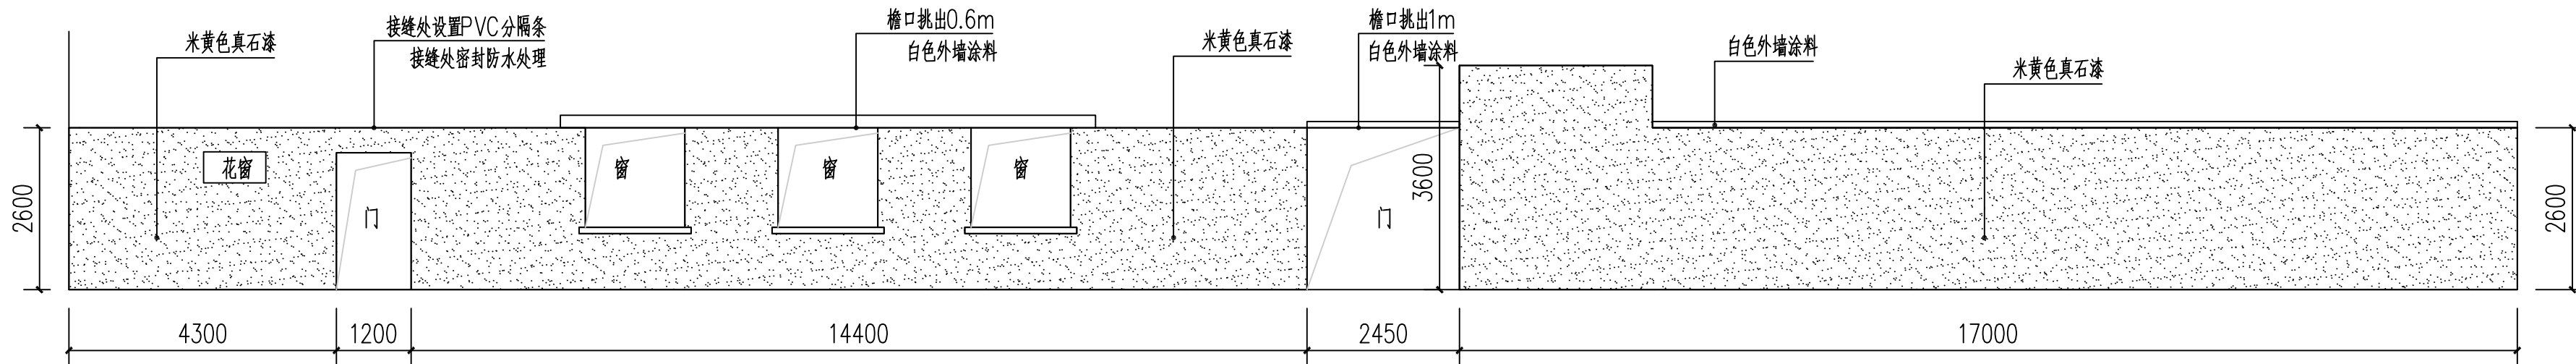 米黄色真石漆
接缝处设置PVC分隔条
接缝处密封防水处理
檐口挑出0.6m
白色外墙涂料
米黄色真石漆
檐口挑出1m
白色外墙涂料
白色外墙涂料
米黄色真石漆
2600
花窗
门
窗
窗
窗
3600
门
2600
4300
1200
14400
2450
17000